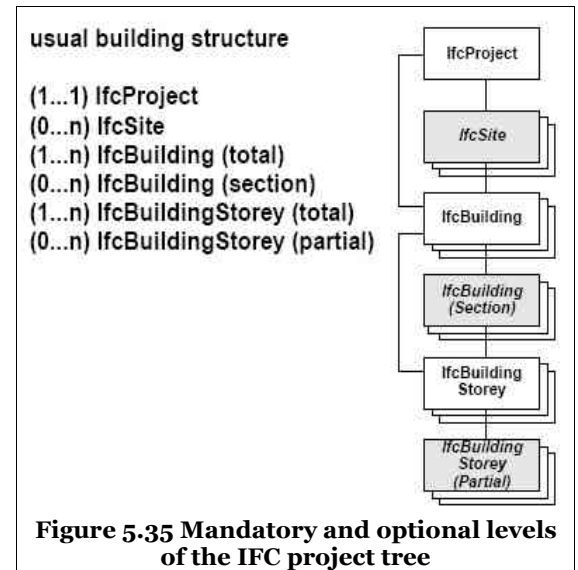 usual building structure
(1...1) IfcProject
(0...n) IfcSite
(1...n) IfcBuilding (total)
(0...n) IfcBuilding (section)
(1...n) IfcBuildingStorey (total)
(0...n) IfcBuildingStorey (partial)
IfcProject
IfcSite
IfcBuilding
IfcBuilding
(Section)
IfcBuilding
Storey
IfcBuilding
Storey
(Partial)
Figure 5.35 Mandatory and optional levels
of the IFC project tree